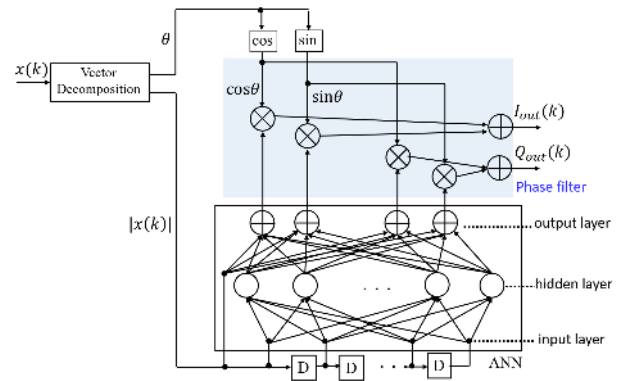 θ
cos
sin
x(k)
Vector
Decomposition
cosθ
sinθ
I_out(k)
Q_out(k)
Phase filter
|x(k)|
output layer
. . .
hidden layer
input layer
D
D
. . .
D
ANN